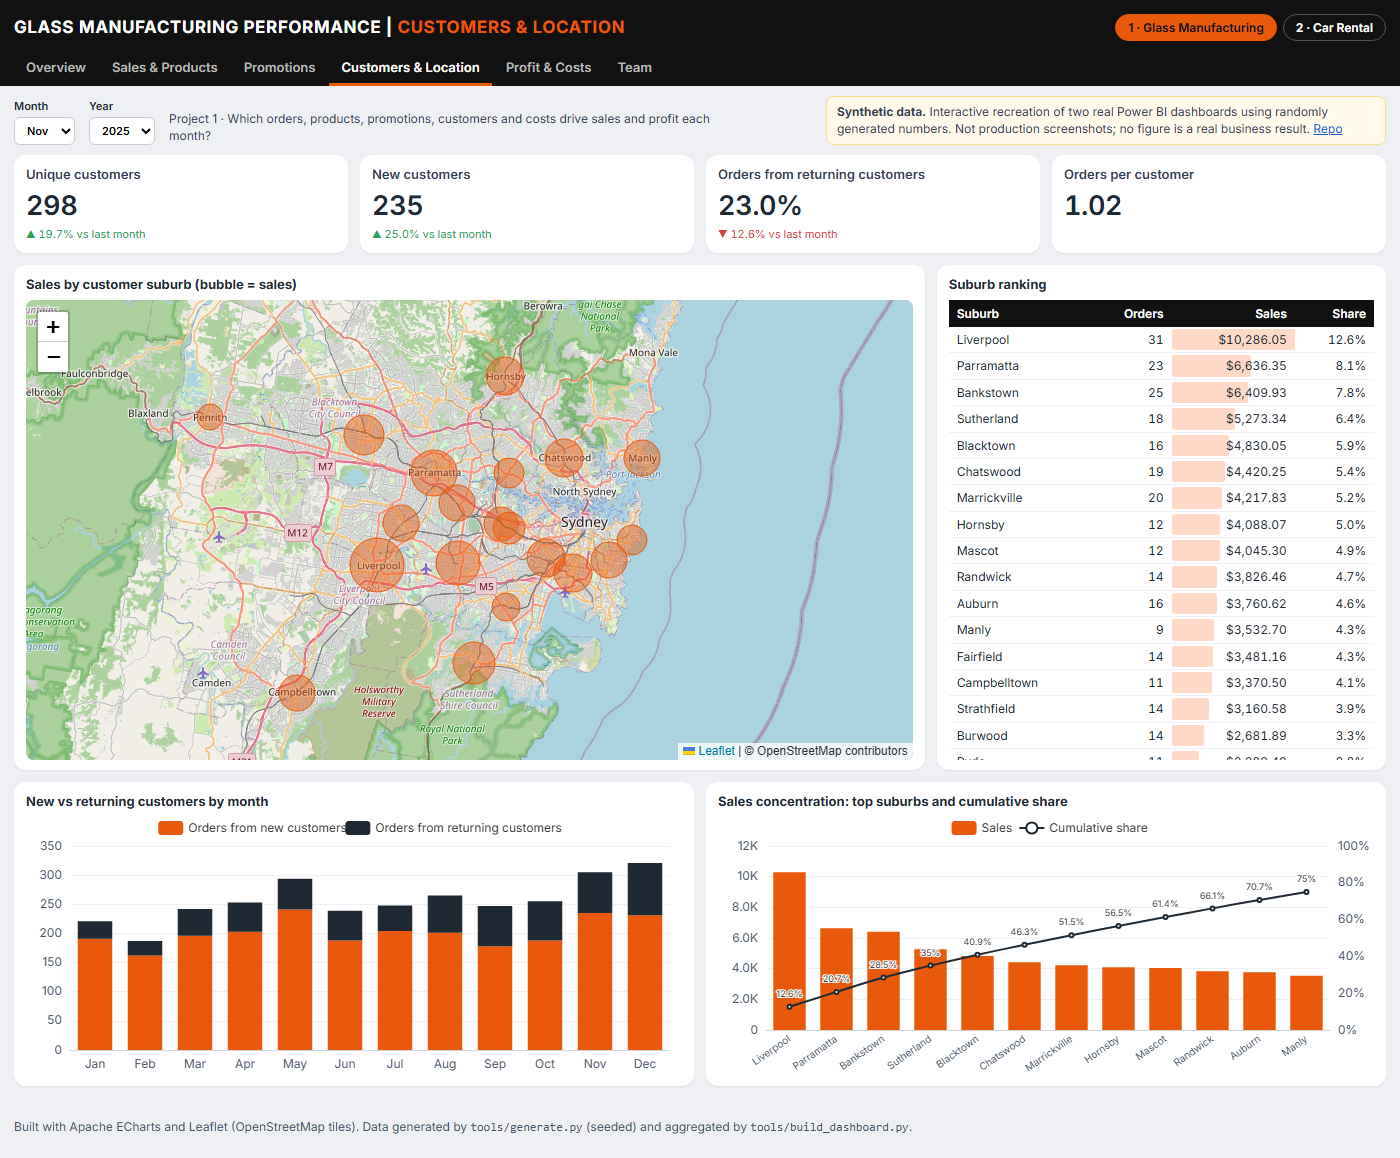 GLASS MANUFACTURING PERFORMANCE | CUSTOMERS & LOCATION
1 · Glass Manufacturing
2 · Car Rental
Overview
Sales & Products
Promotions
Customers & Location
Profit & Costs
Team
Month
Year
Nov
2025
Project 1 · Which orders, products, promotions, customers and costs drive sales and profit each
month?
Synthetic data. Interactive recreation of two real Power BI dashboards using randomly
generated numbers. Not production screenshots; no figure is a real business result. Repo
Unique customers
298
▲ 19.7% vs last month
New customers
235
▲ 25.0% vs last month
Orders from returning customers
23.0%
▼ 12.6% vs last month
Orders per customer
1.02
Sales by customer suburb (bubble = sales)
+
−
Berowra
gai Chase
National
Park
Mona Vale
Faulconbridge
elbrook
Hornsby
Blaxland
Penrith
Blacktown
City Council
M7
Parramatta
Chatswood
Manly
Port Jackson
North Sydney
Sydney
M12
Liverpool
M5
Liverpool
City Council
agorang
onservation
Area
gorang
Camden
Council
Camden
Campbelltown
Holsworthy
Military
Reserve
Sutherland
Shire Council
Royal National
Park
Leaflet | © OpenStreetMap contributors
Suburb ranking
Suburb Orders Sales Share
Liverpool 31 $10,286.05 12.6%
Parramatta 23 $6,636.35 8.1%
Bankstown 25 $6,409.93 7.8%
Sutherland 18 $5,273.34 6.4%
Blacktown 16 $4,830.05 5.9%
Chatswood 19 $4,420.25 5.4%
Marrickville 20 $4,217.83 5.2%
Hornsby 12 $4,088.07 5.0%
Mascot 12 $4,045.30 4.9%
Randwick 14 $3,826.46 4.7%
Auburn 16 $3,760.62 4.6%
Manly 9 $3,532.70 4.3%
Fairfield 14 $3,481.16 4.3%
Campbelltown 11 $3,370.50 4.1%
Strathfield 14 $3,160.58 3.9%
Burwood 14 $2,681.89 3.3%
New vs returning customers by month
Orders from new customers
Orders from returning customers
350
300
250
200
150
100
50
0
Jan Feb Mar Apr May Jun Jul Aug Sep Oct Nov Dec
Sales concentration: top suburbs and cumulative share
Sales
Cumulative share
12K
10K
8.0K
6.0K
4.0K
2.0K
0
100%
80%
60%
40%
20%
0%
12.6% 20.7% 28.5% 35% 40.9% 46.3% 51.5% 56.5% 61.4% 66.1% 70.7% 75%
Liverpool Parramatta Bankstown Sutherland Blacktown Chatswood Marrickville Hornsby Mascot Randwick Auburn Manly
Built with Apache ECharts and Leaflet (OpenStreetMap tiles). Data generated by tools/generate.py (seeded) and aggregated by tools/build_dashboard.py.